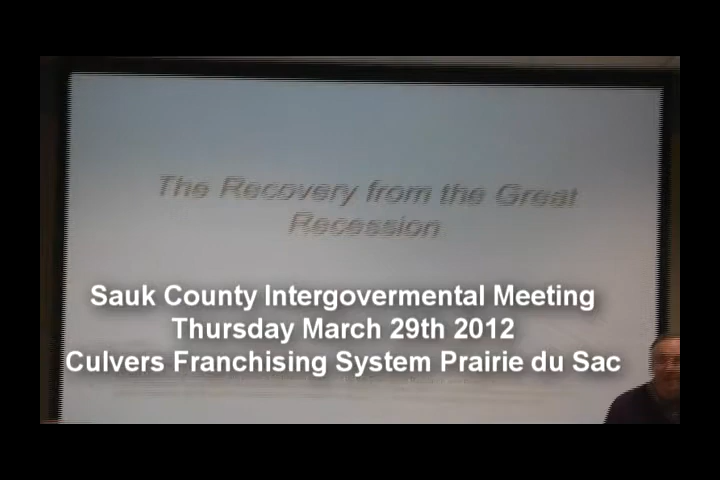 The Recovery from the Great
Recession
Sauk County Intergovermental Meeting
Thursday March 29th 2012
Culvers Franchising System Prairie du Sac